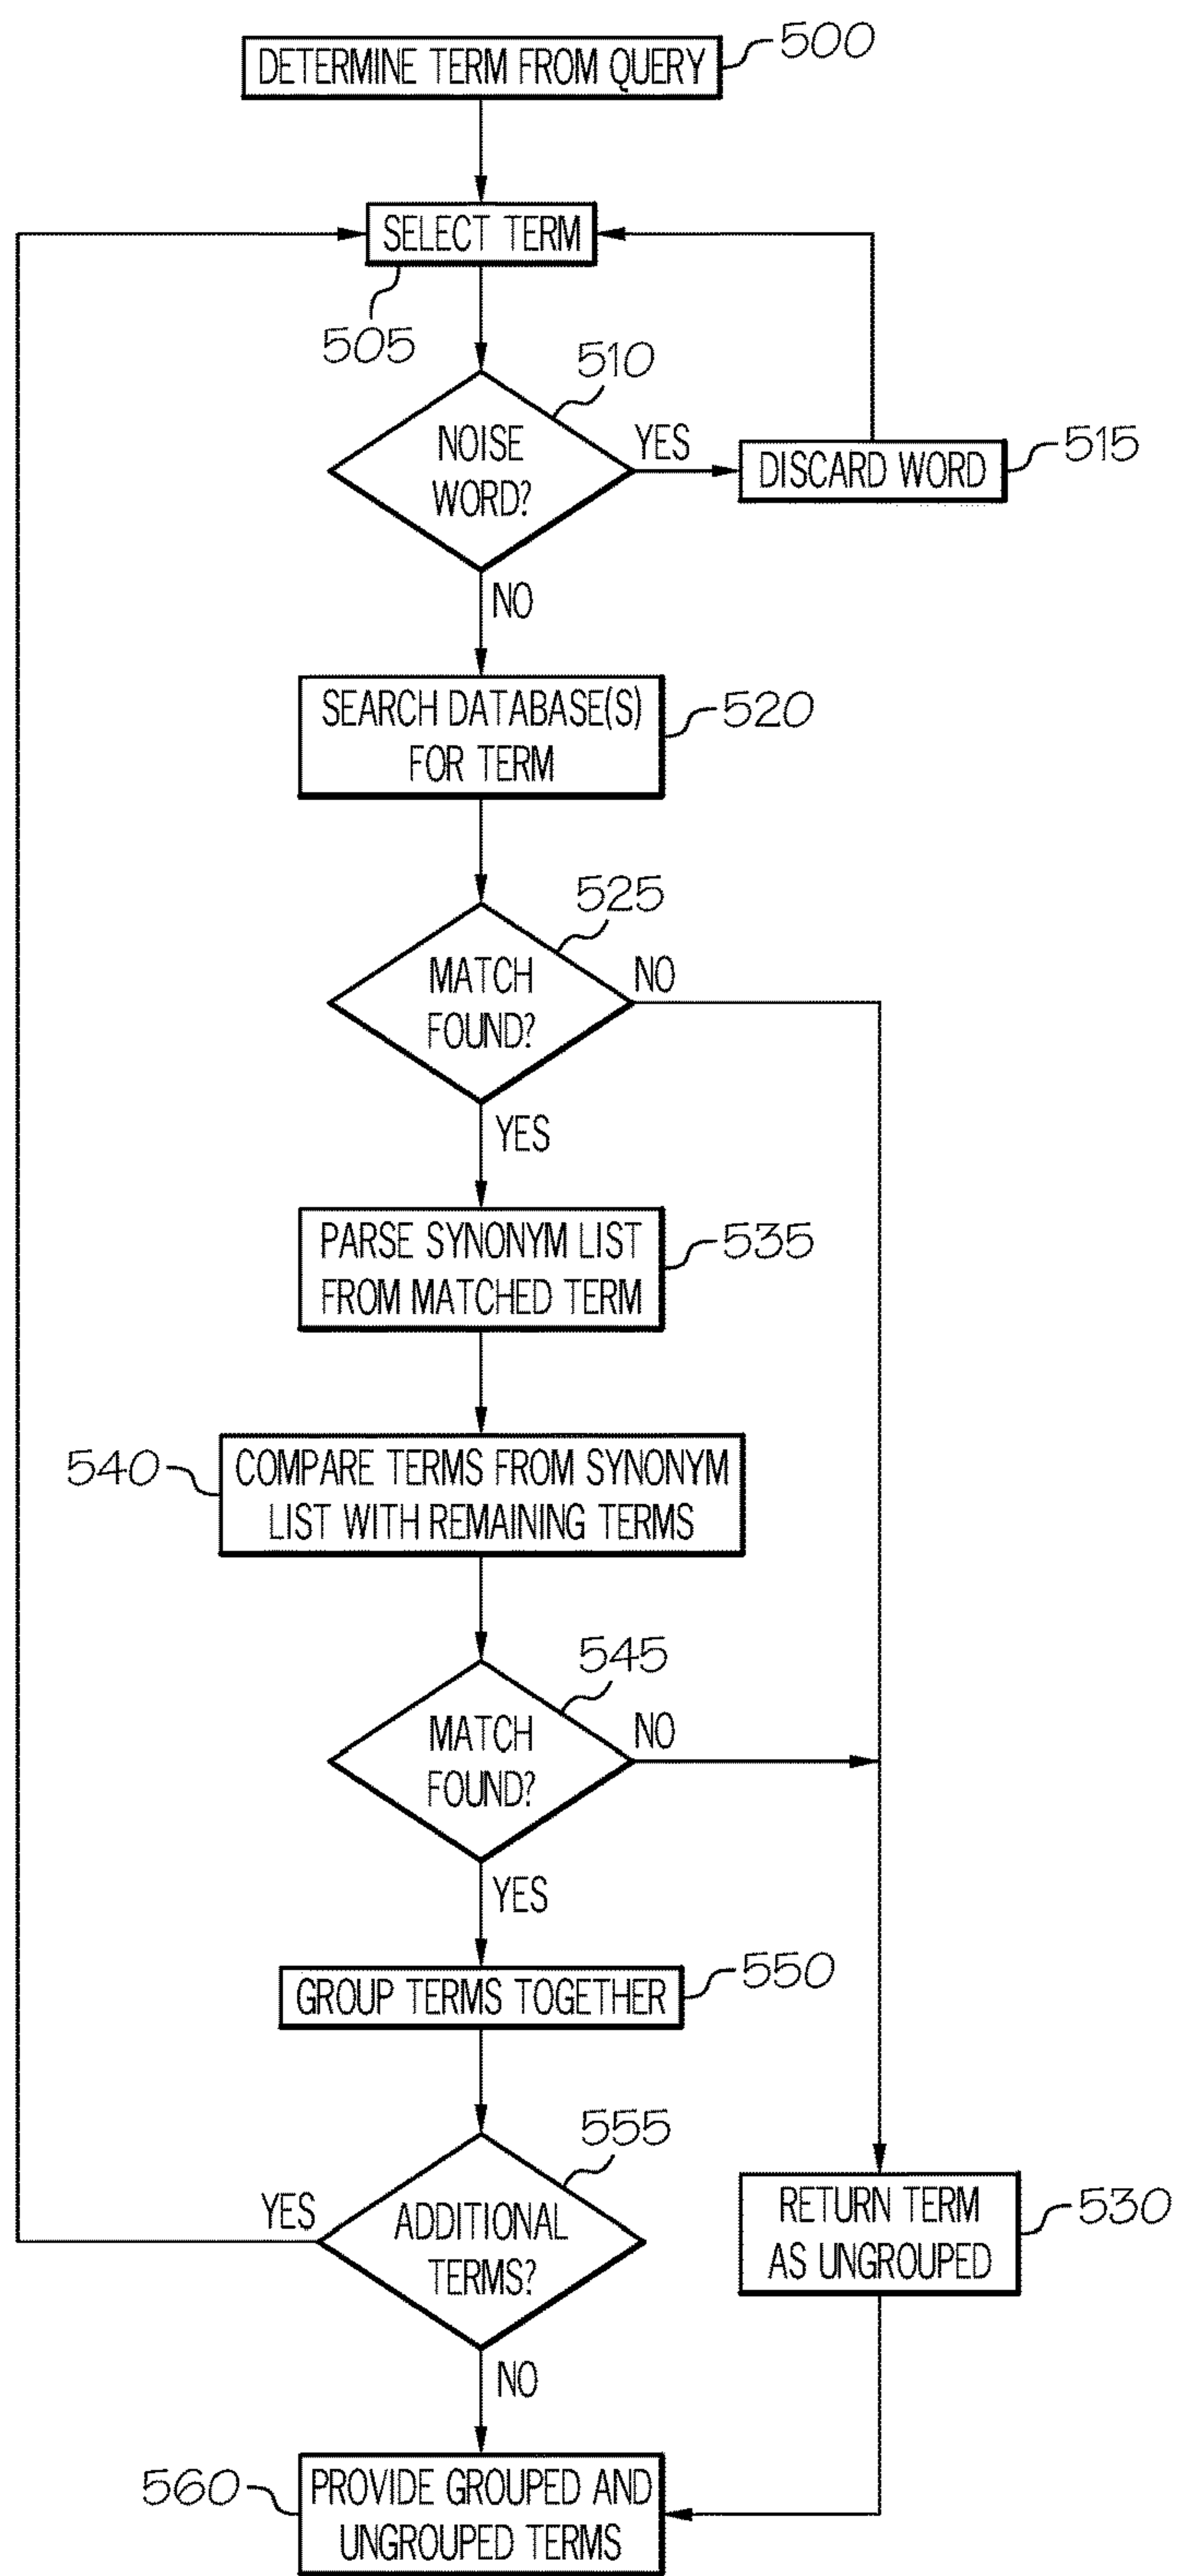 DETERMINE TERM FROM QUERY
500
SELECT TERM
505
510
NOISE
WORD?
YES
DISCARD WORD
515
NO
SEARCH DATABASE(S)
FOR TERM
520
525
MATCH
FOUND?
NO
YES
PARSE SYNONYM LIST
FROM MATCHED TERM
535
540
COMPARE TERMS FROM SYNONYM
LIST WITH REMAINING TERMS
545
MATCH
FOUND?
NO
YES
GROUP TERMS TOGETHER
550
555
ADDITIONAL
TERMS?
YES
NO
RETURN TERM
AS UNGROUPED
530
560
PROVIDE GROUPED AND
UNGROUPED TERMS